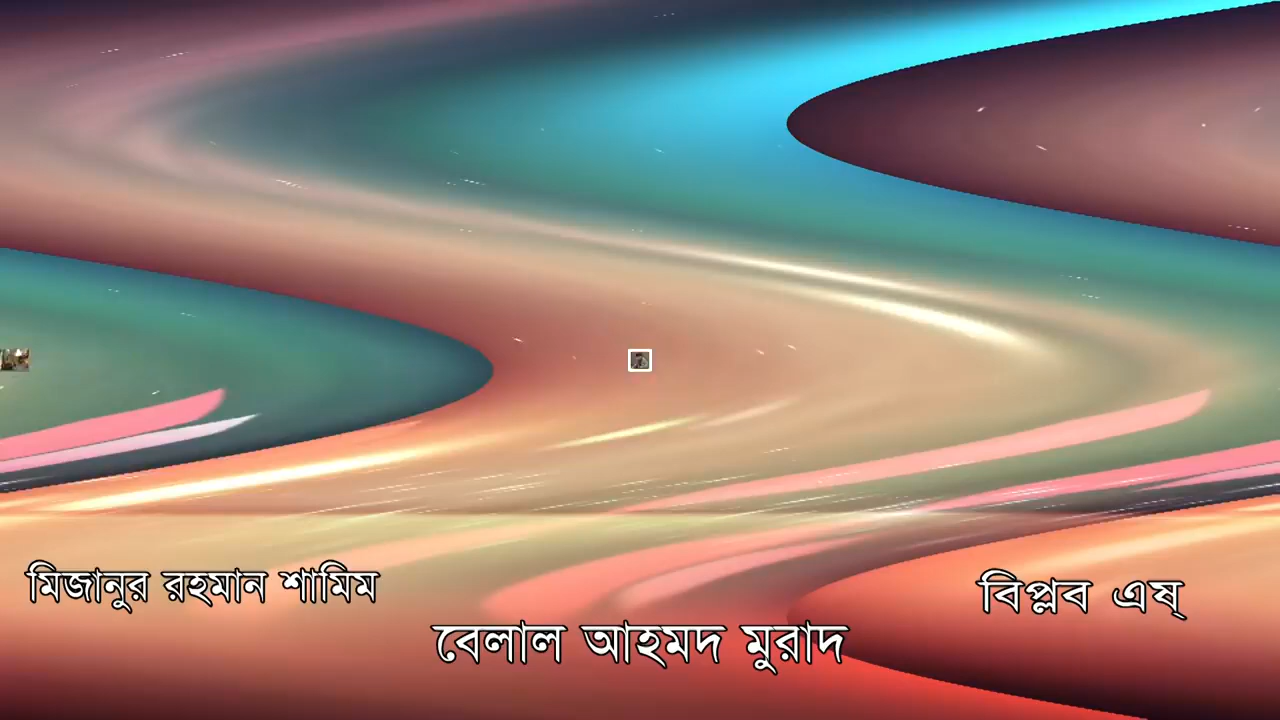 মিজানুর রহমান শামিম
বিপ্লব এষ্
বেলাল আহমদ মুরাদ